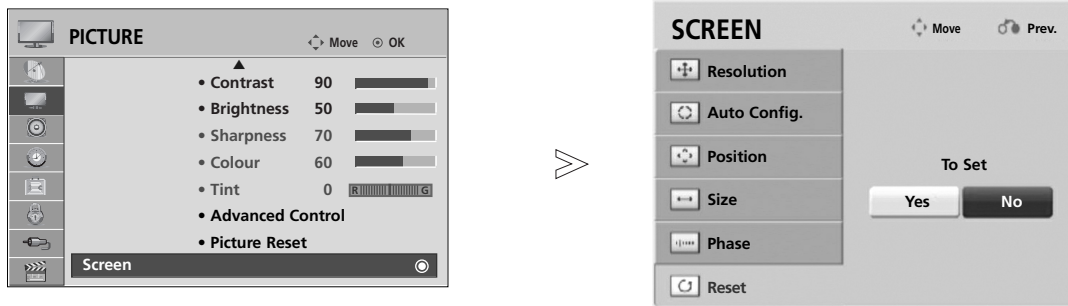 PICTURE
Move
OK
• Contrast 90
• Brightness 50
• Sharpness 70
• Colour 60
• Tint 0 R G
• Advanced Control
• Picture Reset
Screen
SCREEN
Move
Prev.
Resolution
Auto Config.
Position
Size
Phase
Reset
To Set
Yes No